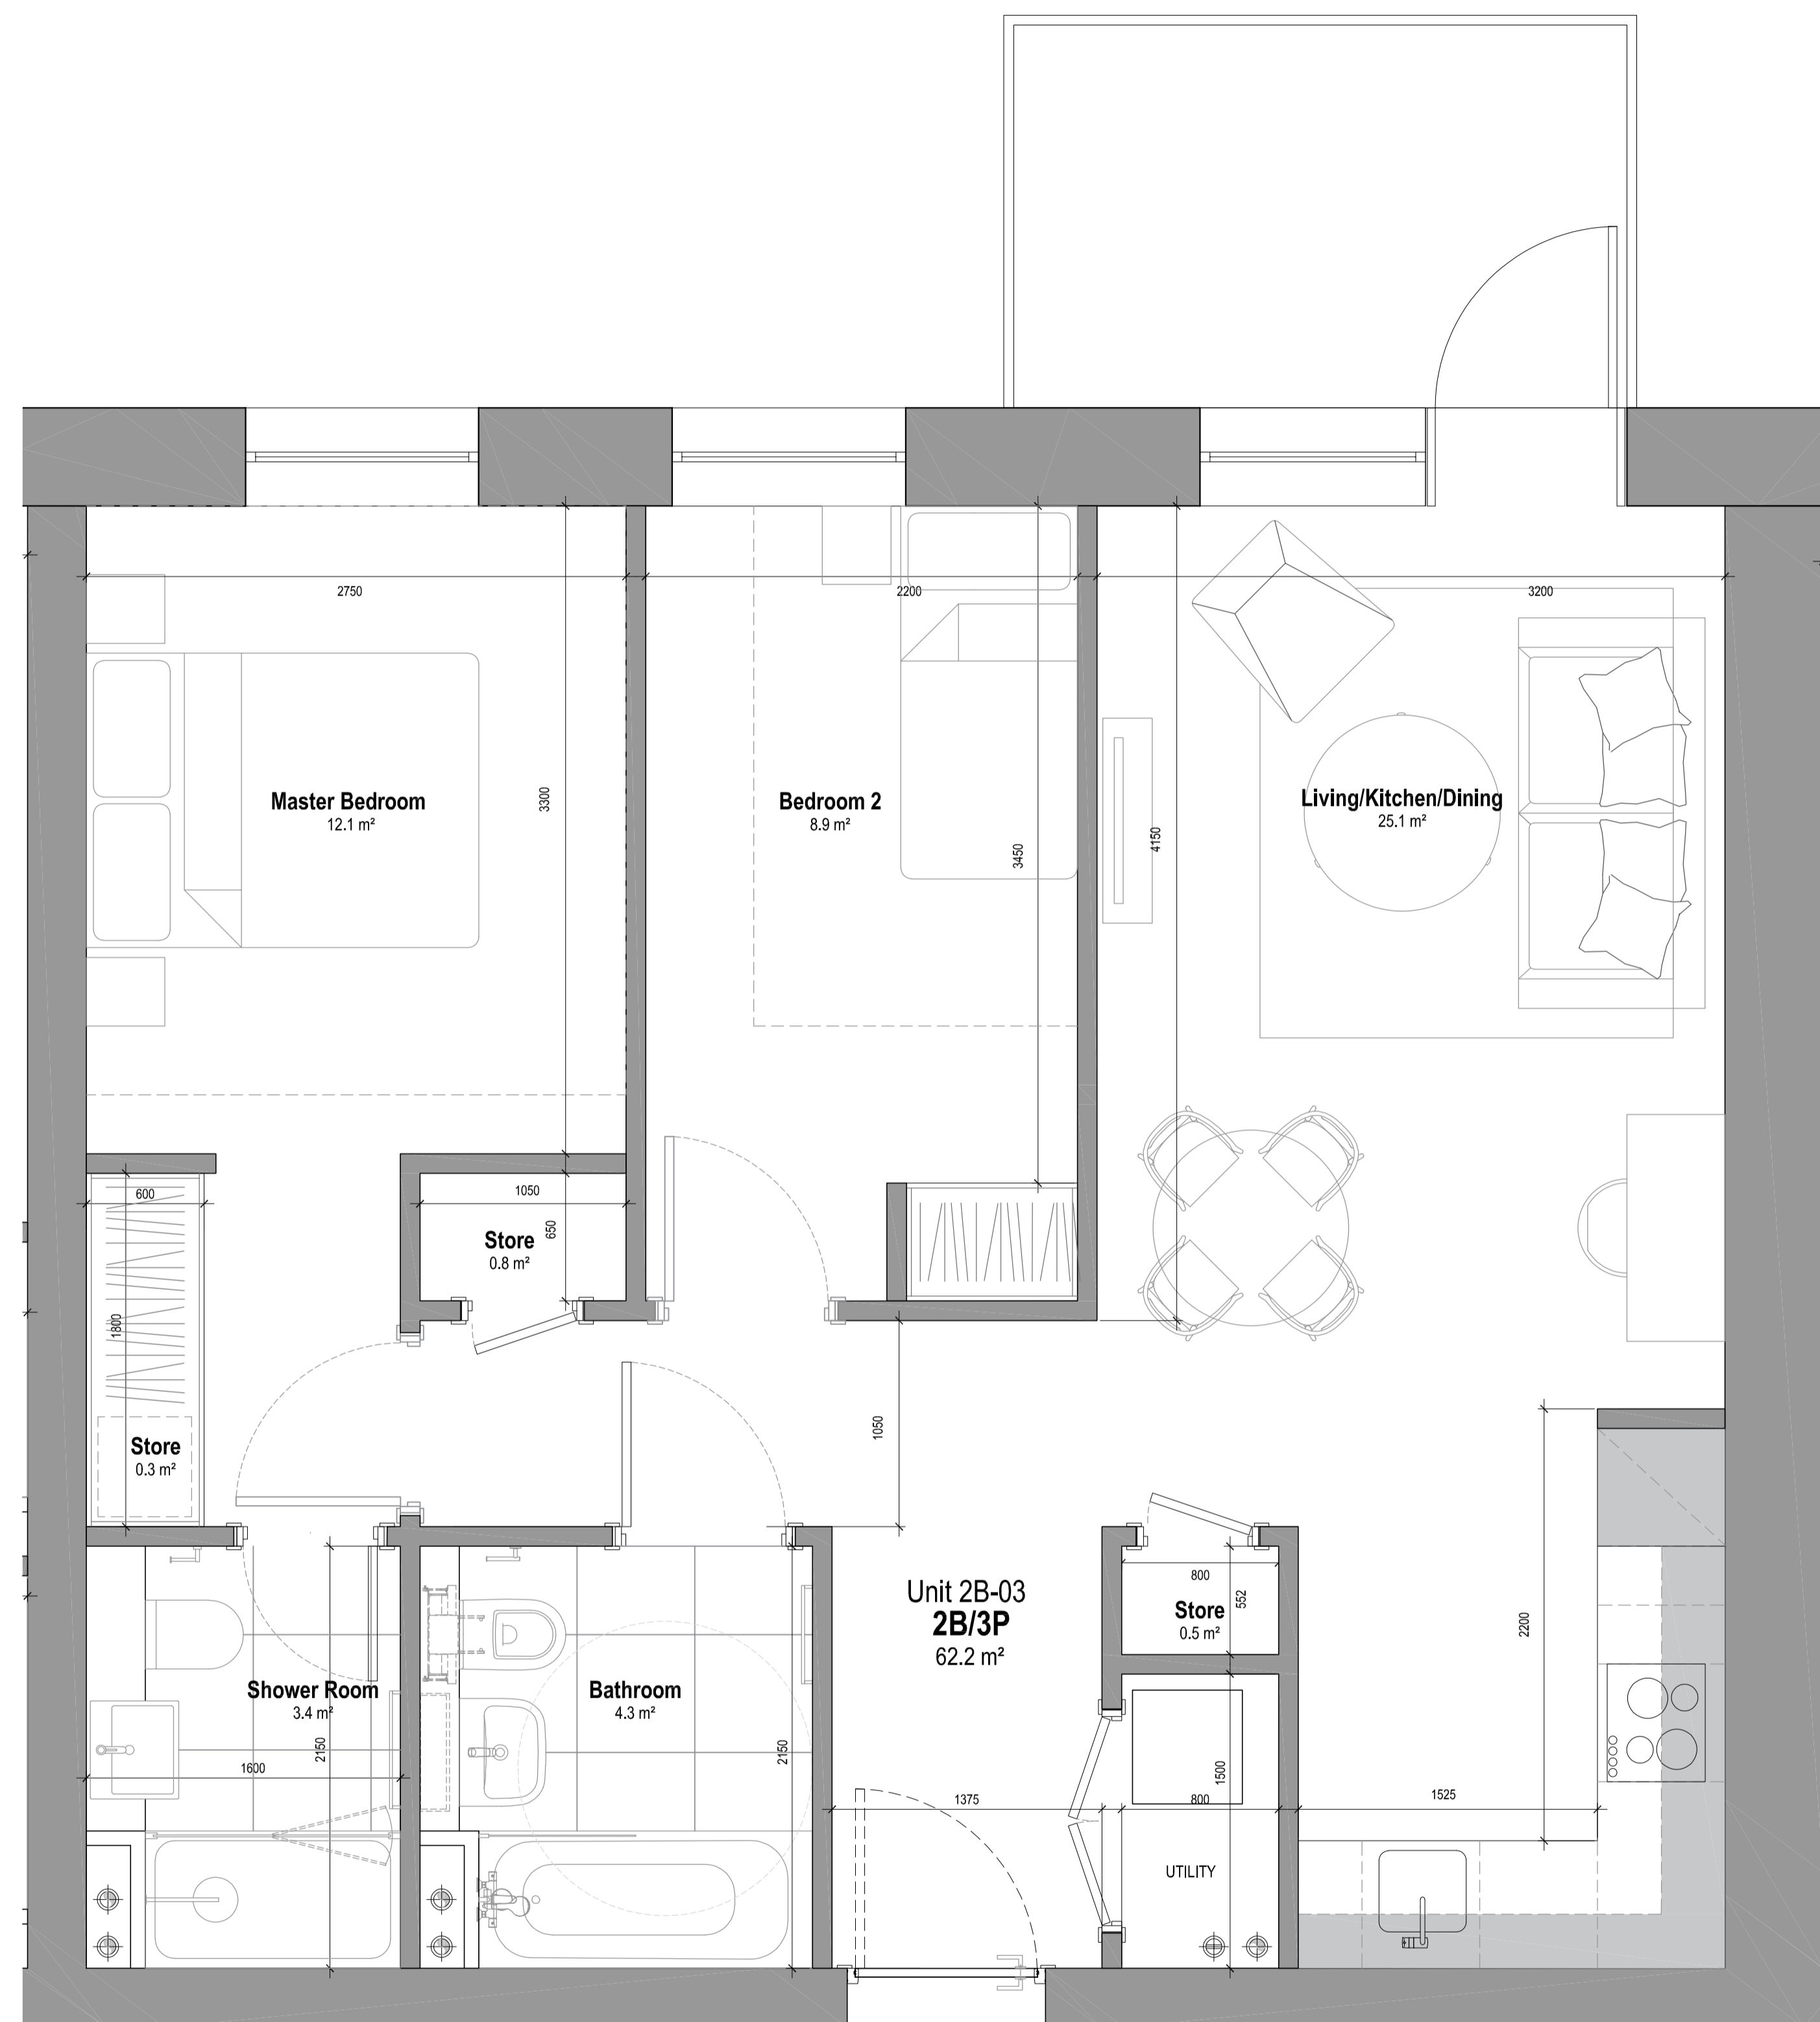 2750
2200
3200
Master Bedroom
12.1 m²
3300
Bedroom 2
8.9 m²
3450
Living/Kitchen/Dining
25.1 m²
4150
600
1050
Store
0.8 m²
650
1800
Store
0.3 m²
1050
2200
Unit 2B-03
2B/3P
62.2 m²
800
552
Store
0.5 m²
Shower Room
3.4 m²
2150
1600
Bathroom
4.3 m²
2150
1375
1500
800
1525
UTILITY